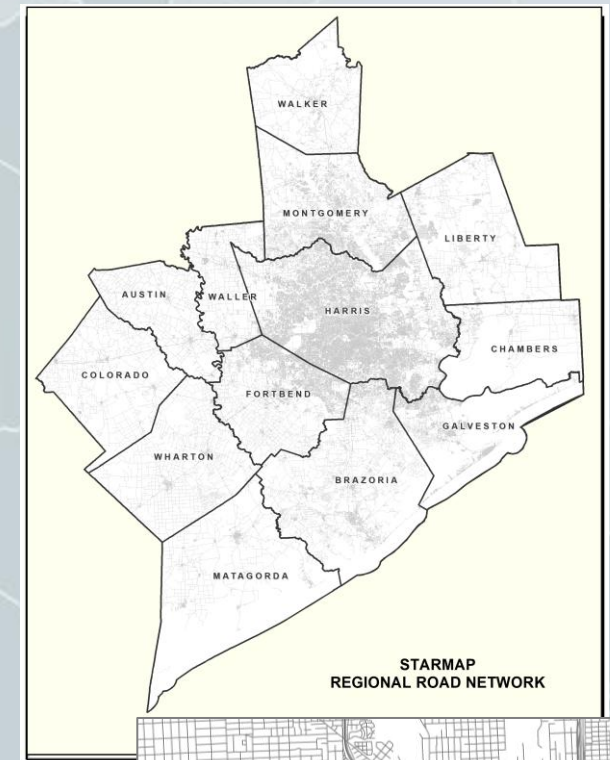 WALKER
MONTGOMERY
LIBERTY
AUSTIN
WALLER
HARRIS
CHAMBERS
COLORADO
FORTBEND
GALVESTON
WHARTON
BRAZORIA
MATAGORDA
STARMAP
REGIONAL ROAD NETWORK